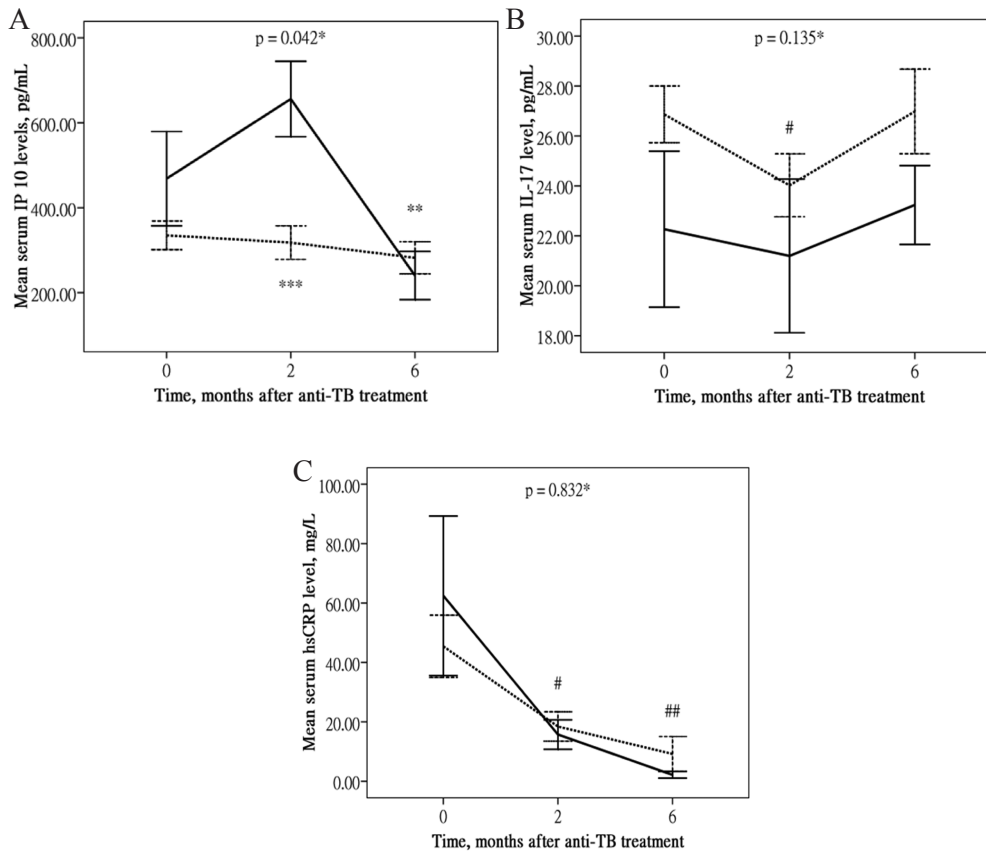 A
p = 0.042*
Mean serum IP 10 levels, pg/mL
800.00
600.00
400.00
200.00
**
***
0 2 6
Time, months after anti-TB treatment
B
p = 0.135*
Mean serum IL-17 level, pg/mL
30.00
28.00
26.00
24.00
22.00
20.00
18.00
#
0 2 6
Time, months after anti-TB treatment
C
p = 0.832*
Mean serum hsCRP level, mg/L
100.00
80.00
60.00
40.00
20.00
0.00
#
##
0 2 6
Time, months after anti-TB treatment